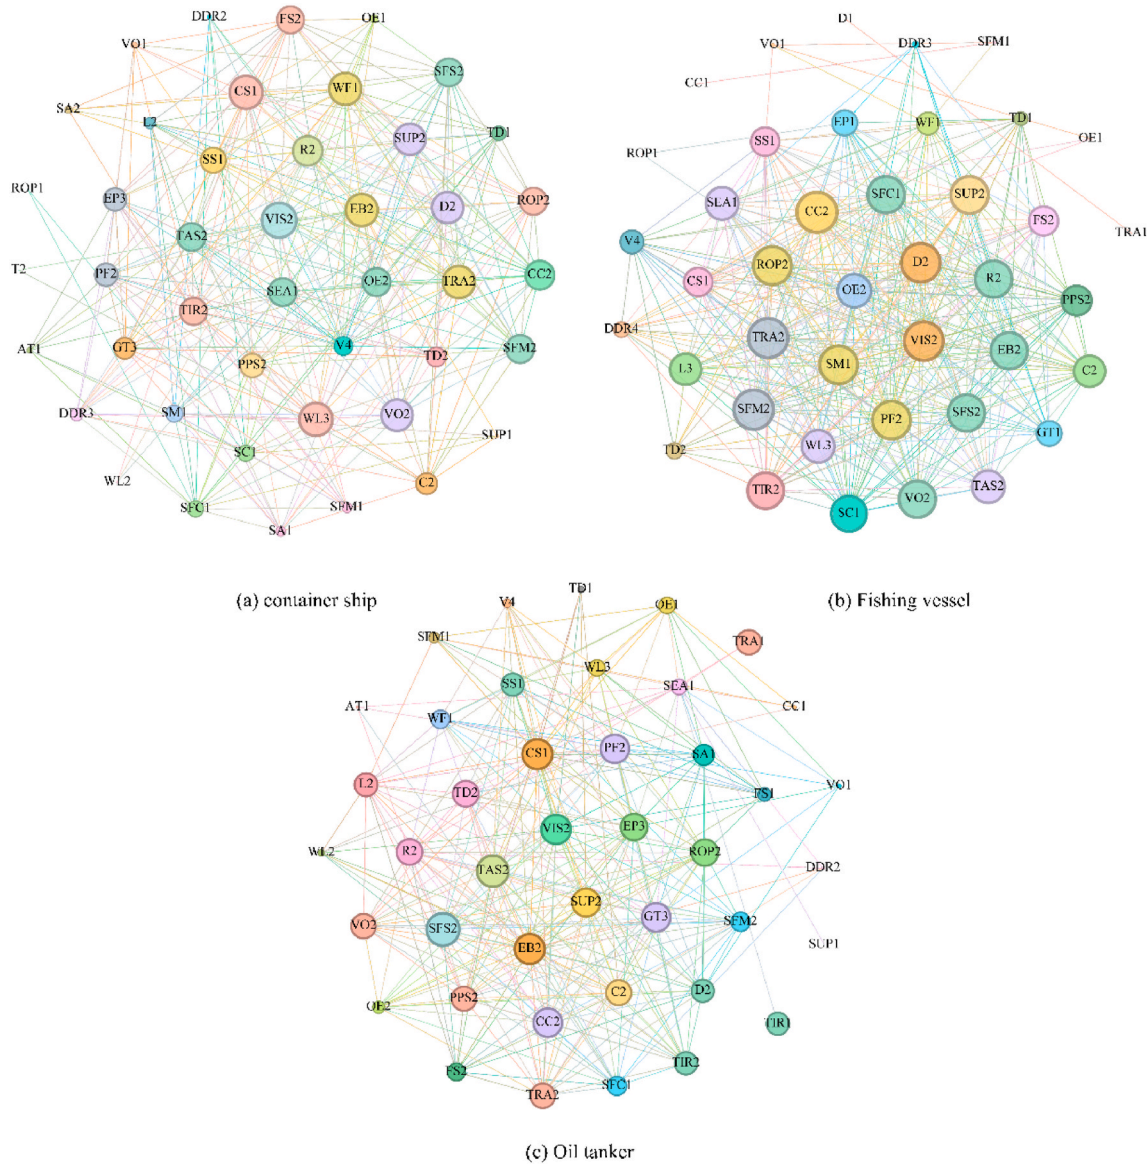 DDR2
FS2
OE1
VO1
SFS2
CS1
WF1
SA2
L2
TD1
SUP2
R2
SS1
ROP1
EP3
ROP2
D2
EB2
VIS2
TAS2
T2
PF2
CC2
TRA2
OE2
SEA1
TIR2
AT1
GT3
V4
TD2
SFM2
PPS2
DDR3
SM1
WL3
VO2
SUP1
SC1
WL2
C2
SFC1
SFM1
SA1
(a) container ship
D1
VO1
DDR3
SFM1
CC1
EP1
WF1
TD1
OE1
SS1
ROP1
SFC1
SUP2
SEA1
CC2
FS2
TRA1
V4
D2
ROP2
R2
CS1
OE2
PPS2
DDR4
TRA2
VIS2
EB2
L3
SM1
C2
SFM2
PF2
SFS2
GT1
TD2
WL3
TIR2
TAS2
VO2
SC1
(b) Fishing vessel
TD1
V4
OE1
SFM1
TRA1
WL3
SS1
SEA1
AT1
CC1
WF1
CS1
PF2
SA1
L2
TD2
FS1
VO1
VIS2
EP3
WL2
R2
ROP2
TAS2
DDR2
SUP2
VO2
SFS2
GT3
SFM2
SUP1
EB2
PPS2
C2
D2
OE2
CC2
TIR1
TIR2
FS2
SFC1
TRA2
(c) Oil tanker